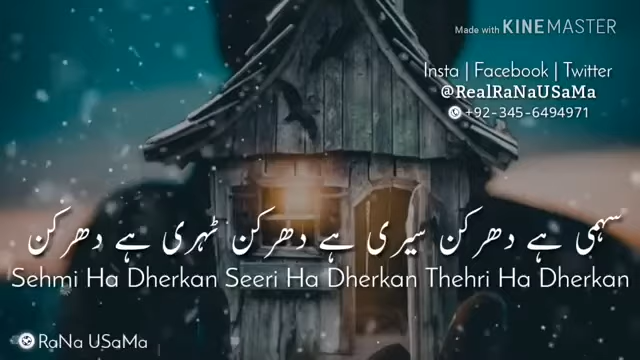 Made with KINEMASTER
Insta | Facebook | Twitter
@RealRaNaUSaMa
+92-345-6494971
سہمی ہے دھڑکن سیری ہے دھڑکن ٹہری ہے دھڑکن
Sehmi Ha Dherkan Seeri Ha Dherkan Thehri Ha Dherkan
RaNa USaMa